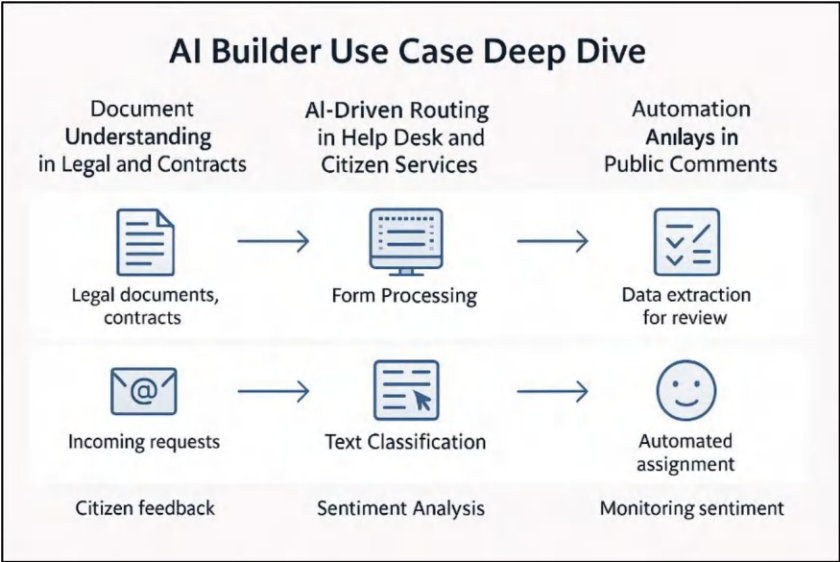 AI Builder Use Case Deep Dive
Document
Understanding
in Legal and Contracts
AI-Driven Routing
in Help Desk and
Citizen Services
Automation
Anılays in
Public Comments
Legal documents,
contracts
Form Processing
Data extraction
for review
Incoming requests
Text Classification
Automated
assignment
Citizen feedback
Sentiment Analysis
Monitoring sentiment